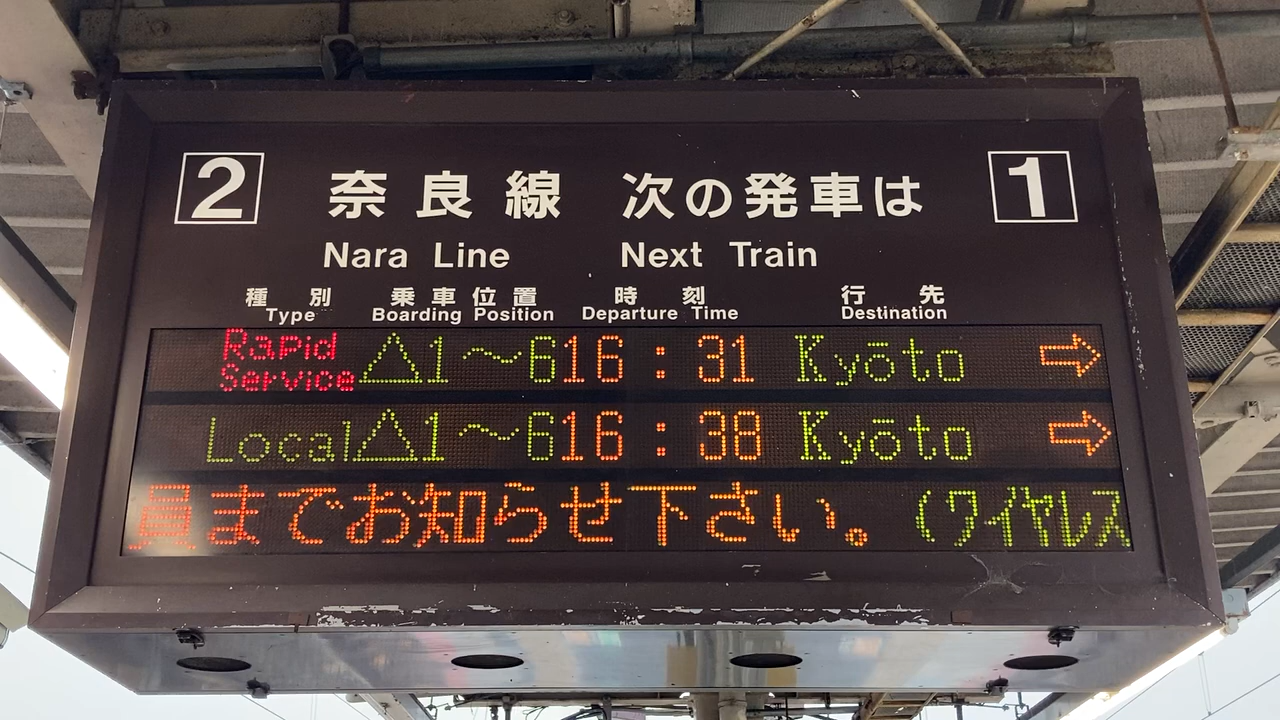 2 奈良線 次の発車は 1
Nara Line Next Train
種別 乗車位置 時刻 行先
Type Boarding Position Departure Time Destination
Rapid Service △1～6 16:31 Kyōto ⇨
Local △1～6 16:38 Kyōto ⇨
員までお知らせ下さい。(ワイヤレス